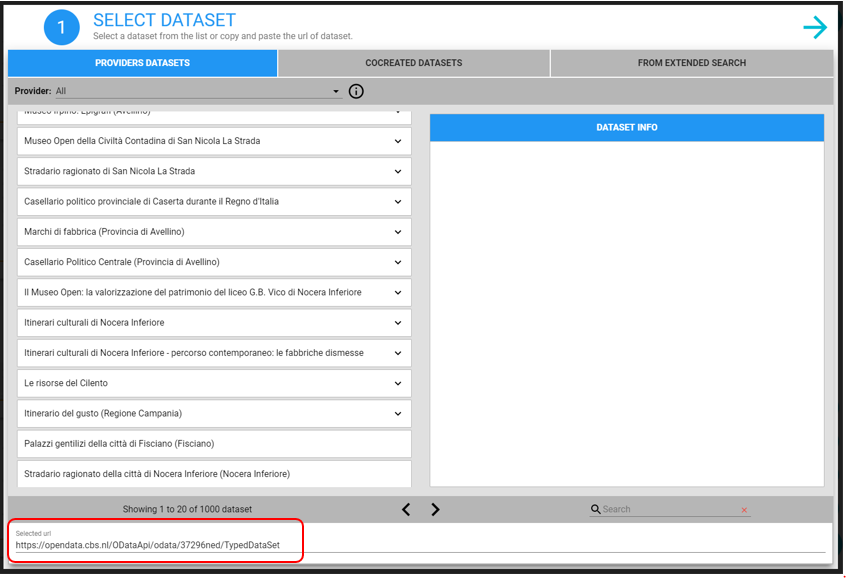 1
SELECT DATASET
Select a dataset from the list or copy and paste the url of dataset.
PROVIDERS DATASETS
COCREATED DATASETS
FROM EXTENDED SEARCH
Provider: All
Museo Irpino: Epigrafi (Avellino)
Museo Open della Civiltà Contadina di San Nicola La Strada
Stradario ragionato di San Nicola La Strada
Casellario politico provinciale di Caserta durante il Regno d'Italia
Marchi di fabbrica (Provincia di Avellino)
Casellario Politico Centrale (Provincia di Avellino)
Il Museo Open: la valorizzazione del patrimonio del liceo G.B. Vico di Nocera Inferiore
Itinerari culturali di Nocera Inferiore
Itinerari culturali di Nocera Inferiore - percorso contemporaneo: le fabbriche dismesse
Le risorse del Cilento
Itinerario del gusto (Regione Campania)
Palazzi gentilizi della città di Fisciano (Fisciano)
Stradario ragionato della città di Nocera Inferiore (Nocera Inferiore)
DATASET INFO
Showing 1 to 20 of 1000 dataset
Search
Selected url
https://opendata.cbs.nl/ODataApi/odata/37296ned/TypedDataSet